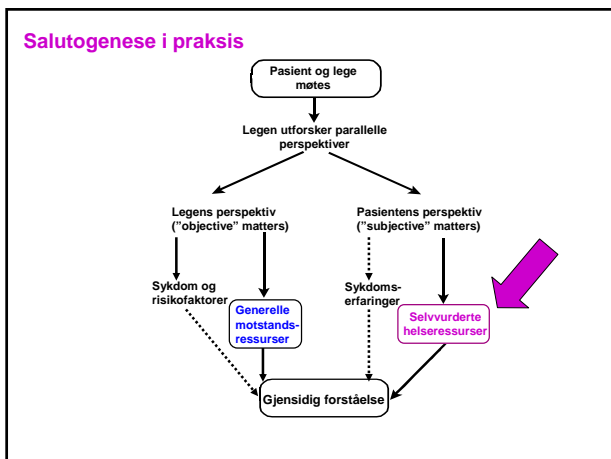 Salutogenese i praksis
Pasient og lege
møtes
Legen utforsker parallelle
perspektiver
Legens perspektiv
(”objective” matters)
Pasientens perspektiv
(”subjective” matters)
Sykdom og
risikofaktorer
Generelle
motstands-
ressurser
Sykdoms-
erfaringer
Selvvurderte
helseressurser
Gjensidig forståelse